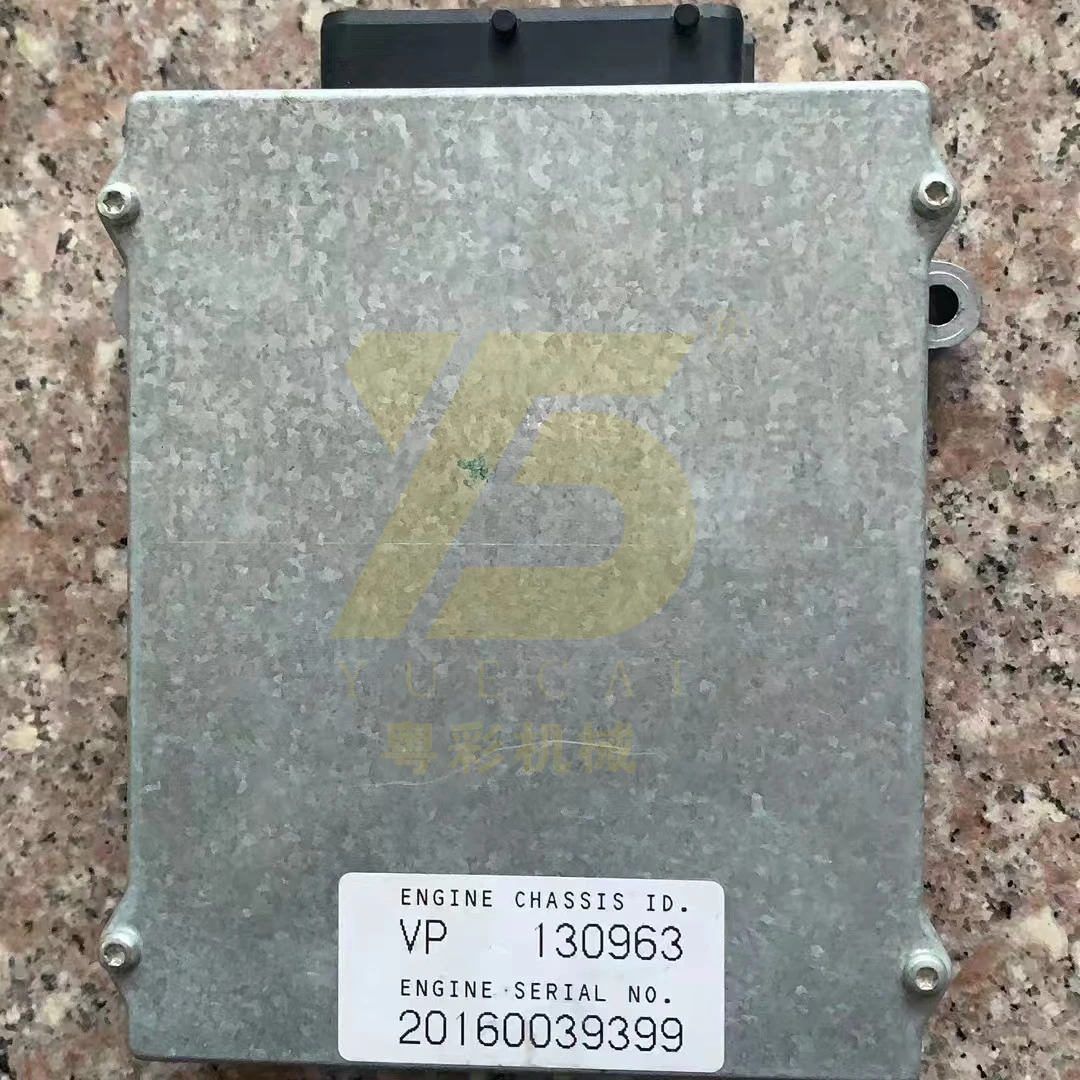 YUECAI
粤彩机械
ENGINE CHASSIS ID.
VP 130963
ENGINE SERIAL NO.
20160039399